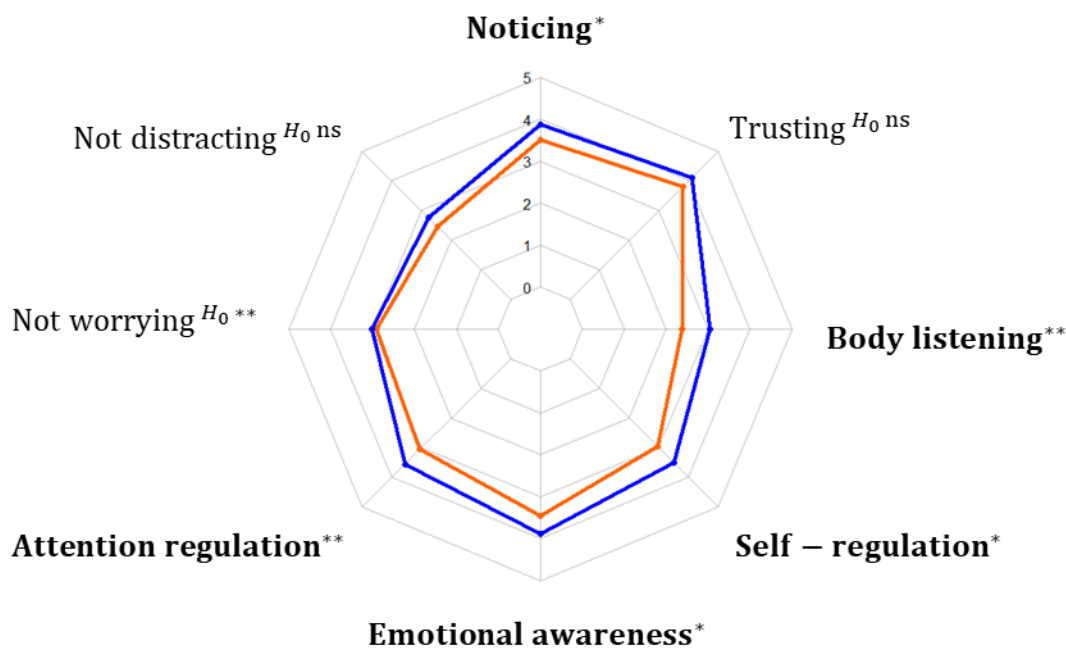 Noticing*
5
Not distracting H₀ ns
Trusting H₀ ns
4
3
2
1
0
Not worrying H₀ **
Body listening**
Attention regulation**
Self − regulation*
Emotional awareness*